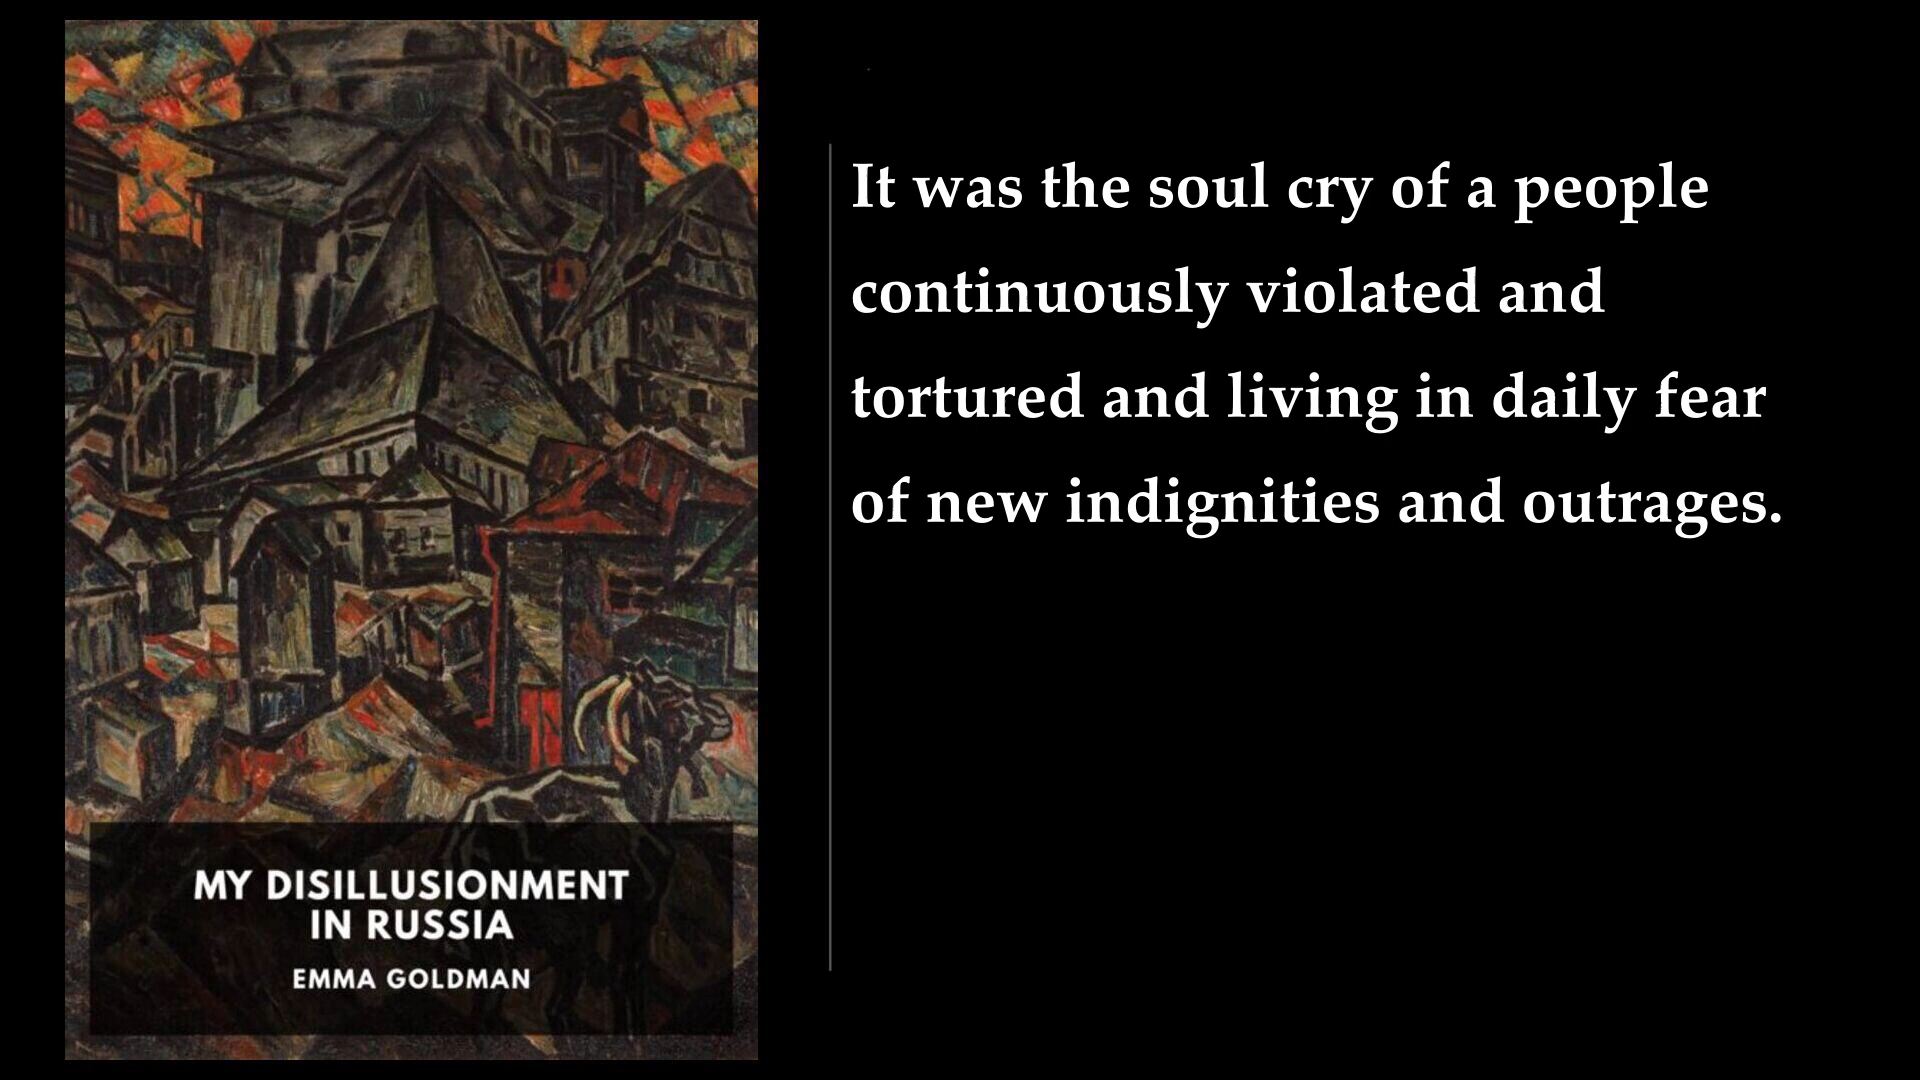 It was the soul cry of a people
continuously violated and
tortured and living in daily fear
of new indignities and outrages.
MY DISILLUSIONMENT
IN RUSSIA
EMMA GOLDMAN